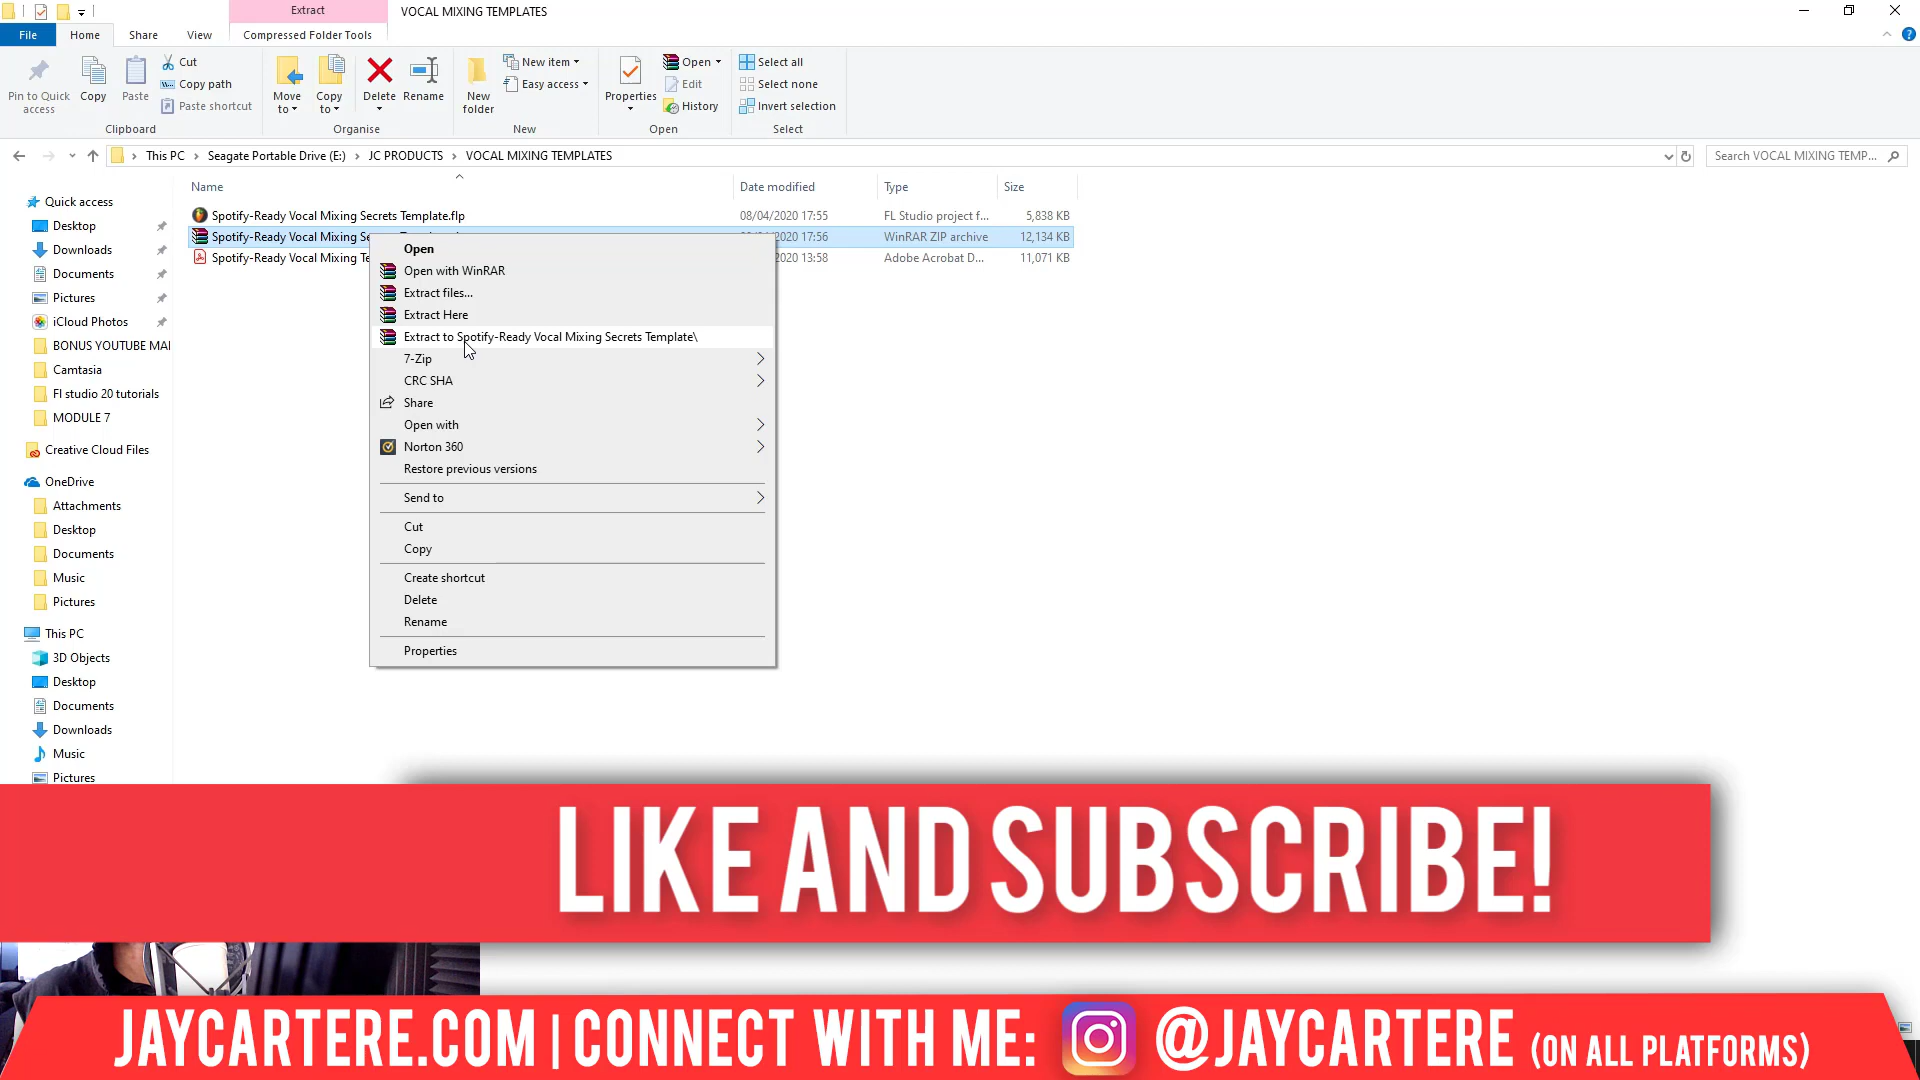 Extract
VOCAL MIXING TEMPLATES
File
Home
Share
View
Compressed Folder Tools
Pin to Quick access
Copy
Paste
Cut
Copy path
Paste shortcut
Clipboard
Move to
Copy to
Delete
Rename
Organise
New folder
New item
Easy access
New
Properties
Open
Edit
History
Open
Select all
Select none
Invert selection
Select
This PC > Seagate Portable Drive (E:) > JC PRODUCTS > VOCAL MIXING TEMPLATES
Search VOCAL MIXING TEMP...
Name
Date modified
Type
Size
Spotify-Ready Vocal Mixing Secrets Template.flp
08/04/2020 17:55
FL Studio project f...
5,838 KB
Spotify-Ready Vocal Mixing Se
2020 17:56
WinRAR ZIP archive
12,134 KB
Spotify-Ready Vocal Mixing Te
2020 13:58
Adobe Acrobat D...
11,071 KB
Quick access
Desktop
Downloads
Documents
Pictures
iCloud Photos
BONUS YOUTUBE MAI
Camtasia
Fl studio 20 tutorials
MODULE 7
Creative Cloud Files
OneDrive
Attachments
Desktop
Documents
Music
Pictures
This PC
3D Objects
Desktop
Documents
Downloads
Music
Pictures
Open
Open with WinRAR
Extract files...
Extract Here
Extract to Spotify-Ready Vocal Mixing Secrets Template\
7-Zip
CRC SHA
Share
Open with
Norton 360
Restore previous versions
Send to
Cut
Copy
Create shortcut
Delete
Rename
Properties
LIKE AND SUBSCRIBE!
JAYCARTERE.COM | CONNECT WITH ME: @JAYCARTERE (ON ALL PLATFORMS)